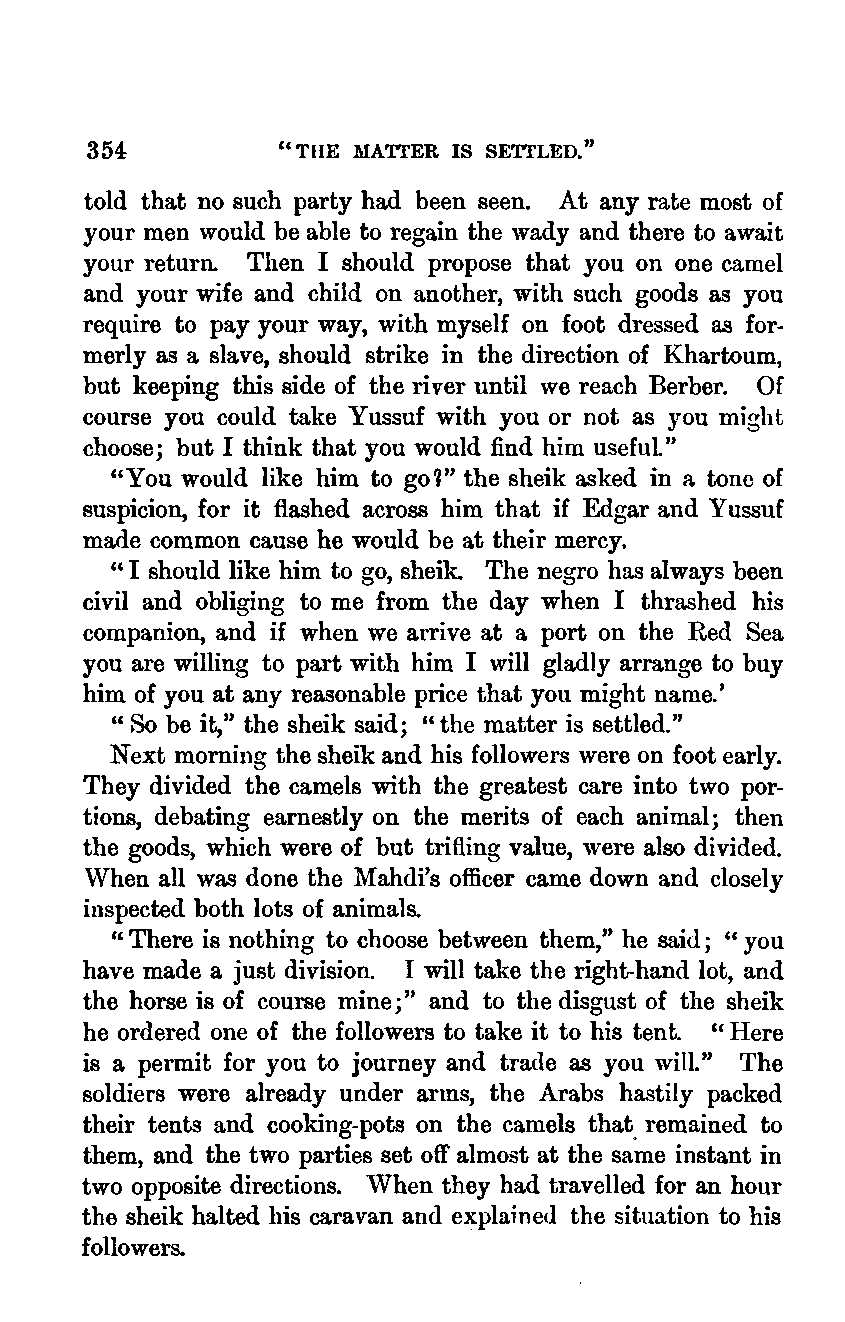 354 "THE MATTER IS SETTLED."
told that no such party had been seen. At any rate most of
your men would be able to regain the wady and there to await
your return. Then I should propose that you on one camel
and your wife and child on another, with such goods as you
require to pay your way, with myself on foot dressed as for-
merly as a slave, should strike in the direction of Khartoum,
but keeping this side of the river until we reach Berber. Of
course you could take Yussuf with you or not as you might
choose; but I think that you would find him useful."
"You would like him to go?" the sheik asked in a tone of
suspicion, for it flashed across him that if Edgar and Yussuf
made common cause he would be at their mercy.
"I should like him to go, sheik. The negro has always been
civil and obliging to me from the day when I thrashed his
companion, and if when we arrive at a port on the Red Sea
you are willing to part with him I will gladly arrange to buy
him of you at any reasonable price that you might name.'
"So be it," the sheik said; "the matter is settled."
Next morning the sheik and his followers were on foot early.
They divided the camels with the greatest care into two por-
tions, debating earnestly on the merits of each animal; then
the goods, which were of but trifling value, were also divided.
When all was done the Mahdi's officer came down and closely
inspected both lots of animals.
"There is nothing to choose between them," he said; "you
have made a just division. I will take the right-hand lot, and
the horse is of course mine;" and to the disgust of the sheik
he ordered one of the followers to take it to his tent. "Here
is a permit for you to journey and trade as you will." The
soldiers were already under arms, the Arabs hastily packed
their tents and cooking-pots on the camels that remained to
them, and the two parties set off almost at the same instant in
two opposite directions. When they had travelled for an hour
the sheik halted his caravan and explained the situation to his
followers.